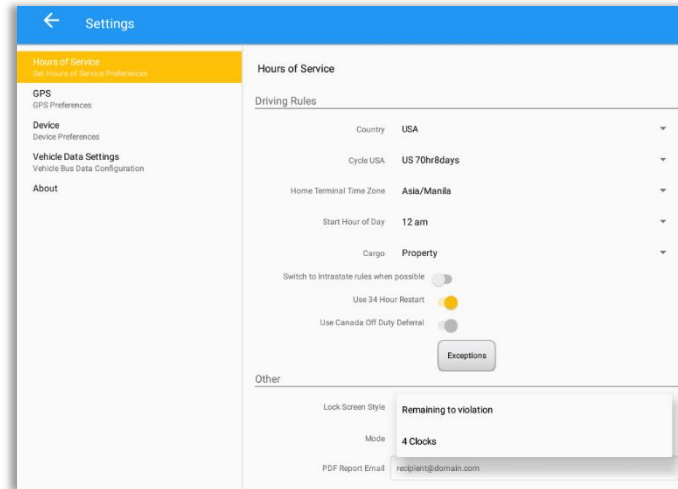 Settings
Hours of Service
Set Hours of Service Preferences
GPS
GPS Preferences
Device
Device Preferences
Vehicle Data Settings
Vehicle Bus Data Configuration
About
Hours of Service
Driving Rules
Country USA
Cycle USA US 70hr8days
Home Terminal Time Zone Asia/Manila
Start Hour of Day 12 am
Cargo Property
Switch to Intrastate rules when possible
Use 34 Hour Restart
Use Canada Off Duty Deferral
Exceptions
Other
Lock Screen Style Remaining to violation
Mode 4 Clocks
PDF Report Email recipient@domain.com